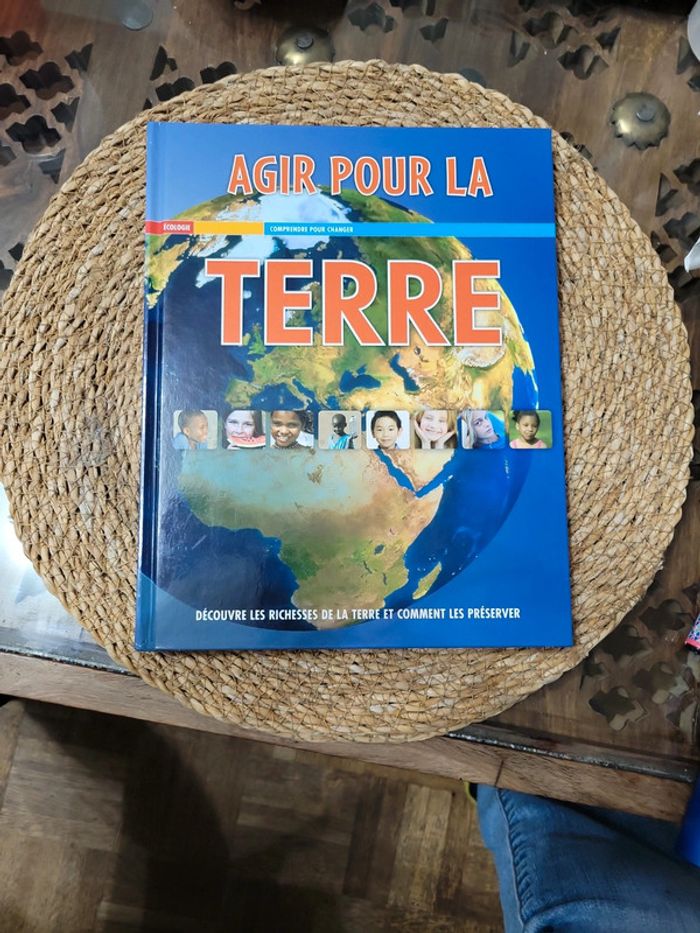 AGIR POUR LA
ÉCOLOGIE
COMPRENDRE POUR CHANGER
TERRE
DÉCOUVRE LES RICHESSES DE LA TERRE ET COMMENT LES PRÉSERVER